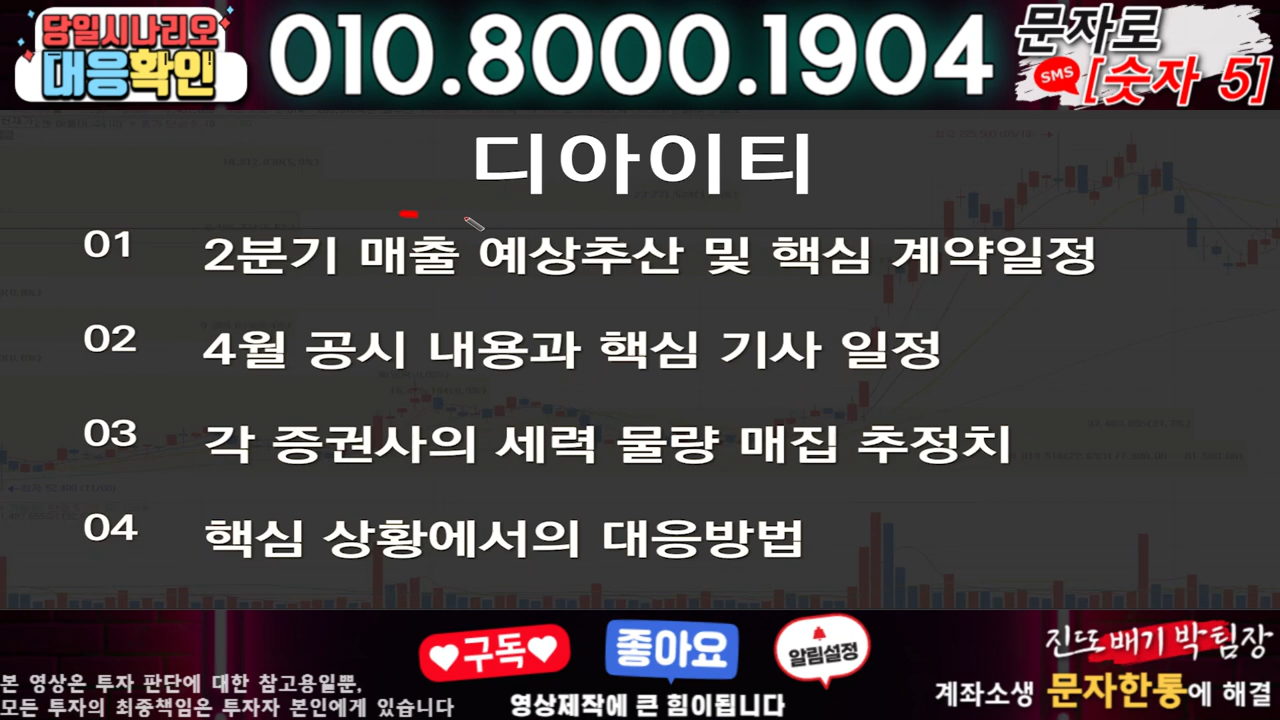 당일시나리오
대응확인
010.8000.1904
문자로
SMS [숫자 5]
디아이티
01 2분기 매출 예상추산 및 핵심 계약일정
02 4월 공시 내용과 핵심 기사 일정
03 각 증권사의 세력 물량 매집 추정치
04 핵심 상황에서의 대응방법
구독
좋아요
알림설정
진또배기 박팀장
본 영상은 투자 판단에 대한 참고용일뿐,
모든 투자의 최종책임은 투자자 본인에게 있습니다
영상제작에 큰 힘이됩니다
계좌소생 문자한통에 해결